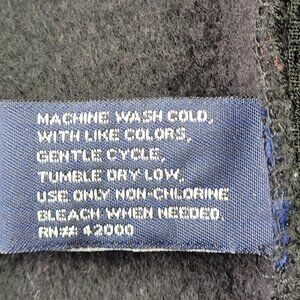 MACHINE WASH COLD,
WITH LIKE COLORS,
GENTLE CYCLE,
TUMBLE DRY LOW,
USE ONLY NON-CHLORINE
BLEACH WHEN NEEDED.
RN## 42000